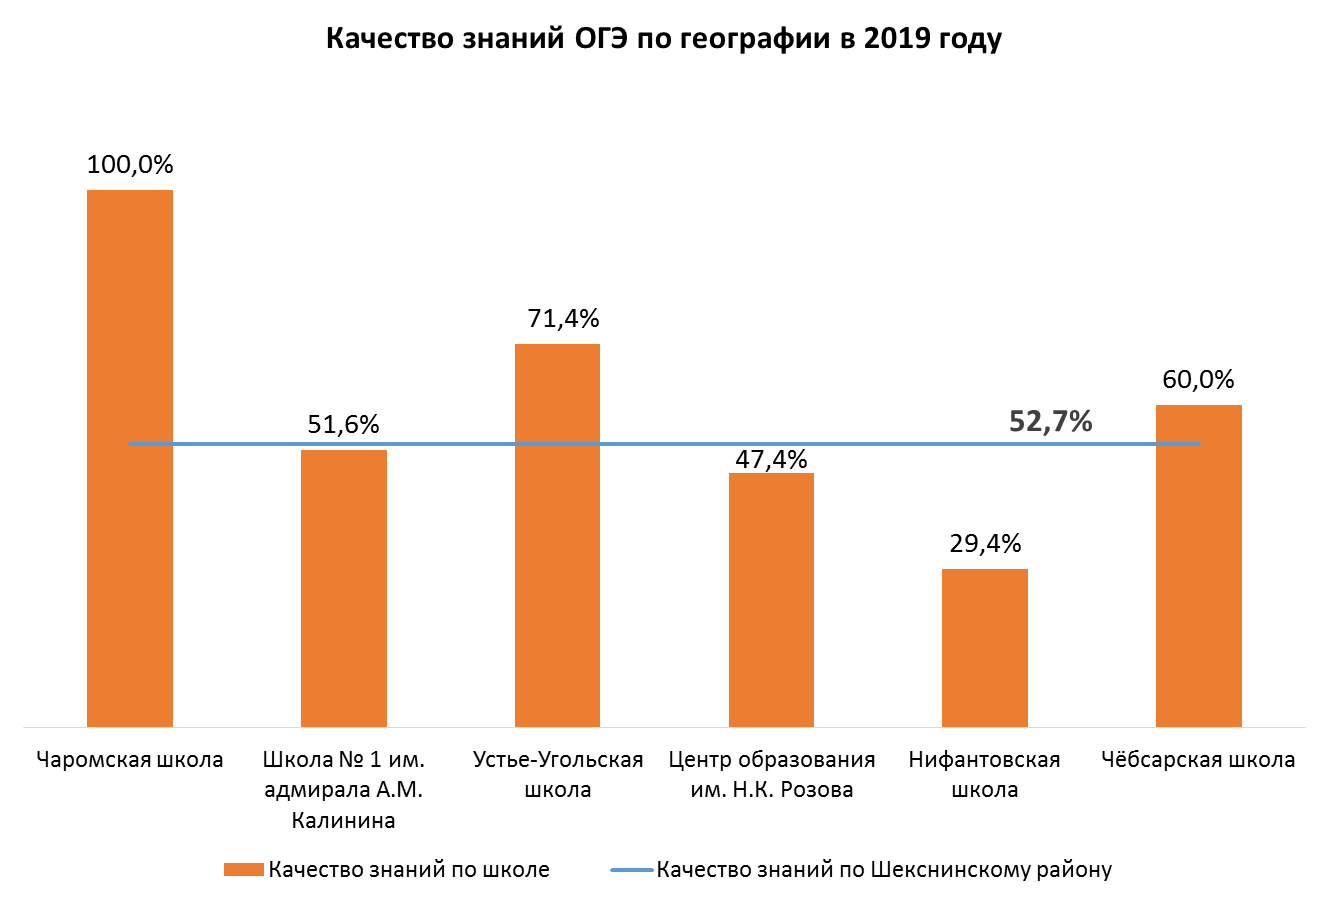 Качество знаний ОГЭ по географии в 2019 году
100,0%
51,6%
71,4%
47,4%
29,4%
60,0%
52,7%
Чаромская школа
Школа № 1 им.
адмирала А.М.
Калинина
Устье-Угольская
школа
Центр образования
им. Н.К. Розова
Нифантовская
школа
Чёбсарская школа
Качество знаний по школе
Качество знаний по Шекснинскому району